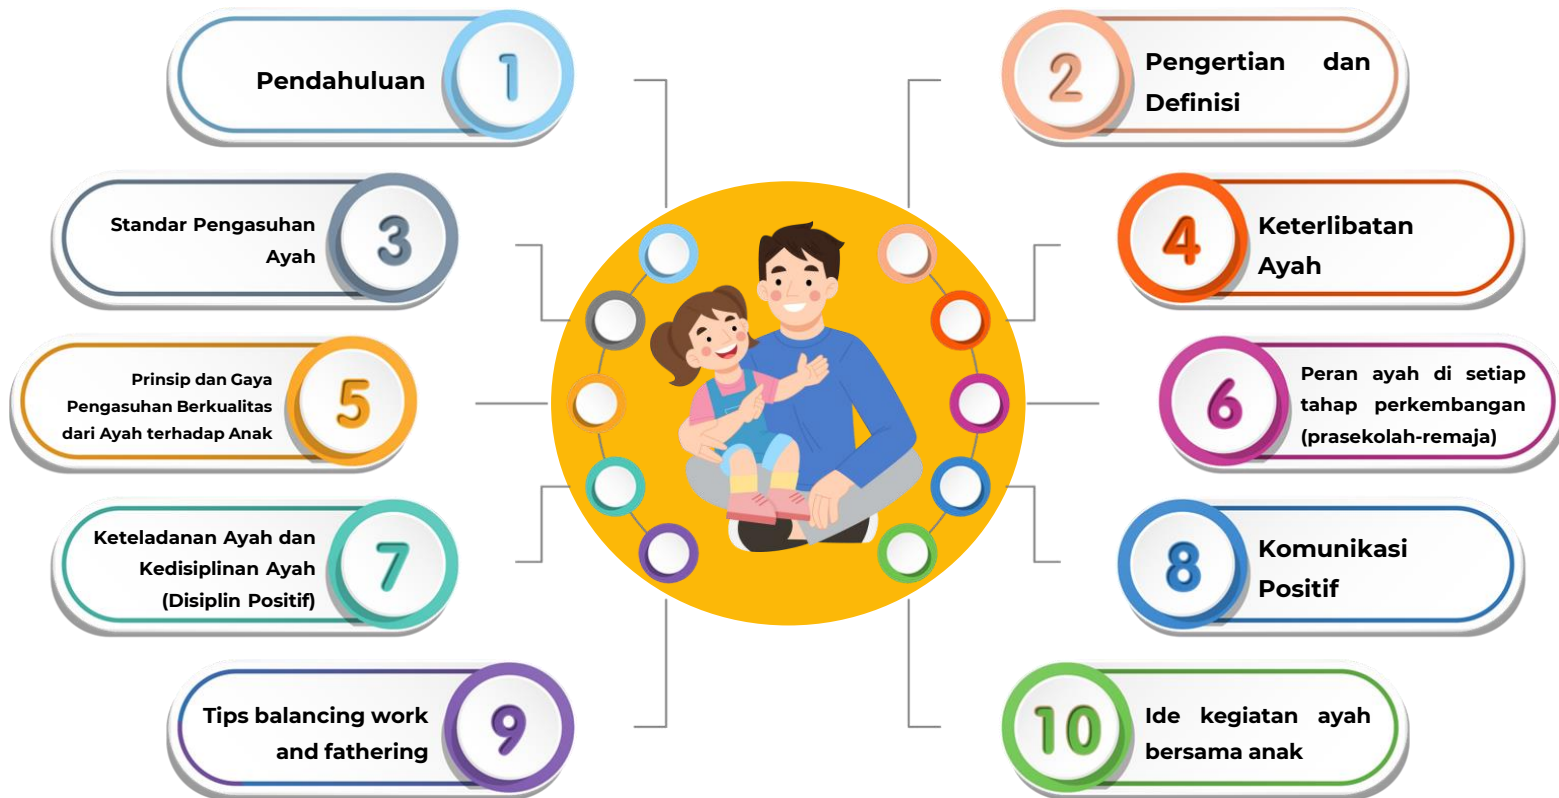 1
Pendahuluan
2
Pengertian dan
Definisi
3
Standar Pengasuhan
Ayah
4
Keterlibatan
Ayah
5
Prinsip dan Gaya
Pengasuhan Berkualitas
dari Ayah terhadap Anak
6
Peran ayah di setiap
tahap perkembangan
(prasekolah-remaja)
7
Keteladanan Ayah dan
Kedisiplinan Ayah
(Disiplin Positif)
8
Komunikasi
Positif
9
Tips balancing work
and fathering
10
Ide kegiatan ayah
bersama anak